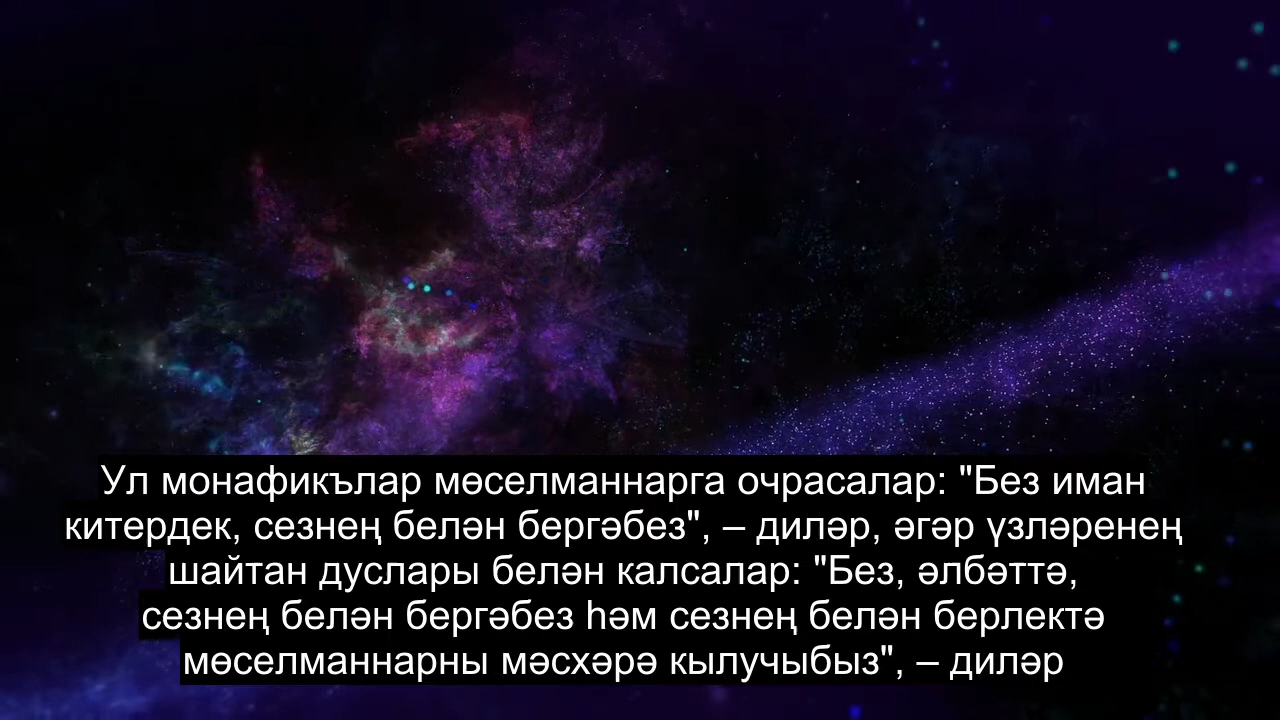 Ул монафикълар мөселманнарга очрасалар: "Без иман
китердек, сезнең белән бергәбез", – диләр, әгәр үзләренең
шайтан дуслары белән калсалар: "Без, әлбәттә,
сезнең белән бергәбез һәм сезнең белән берлектә
мөселманнарны мәсхәрә кылучыбыз", – диләр